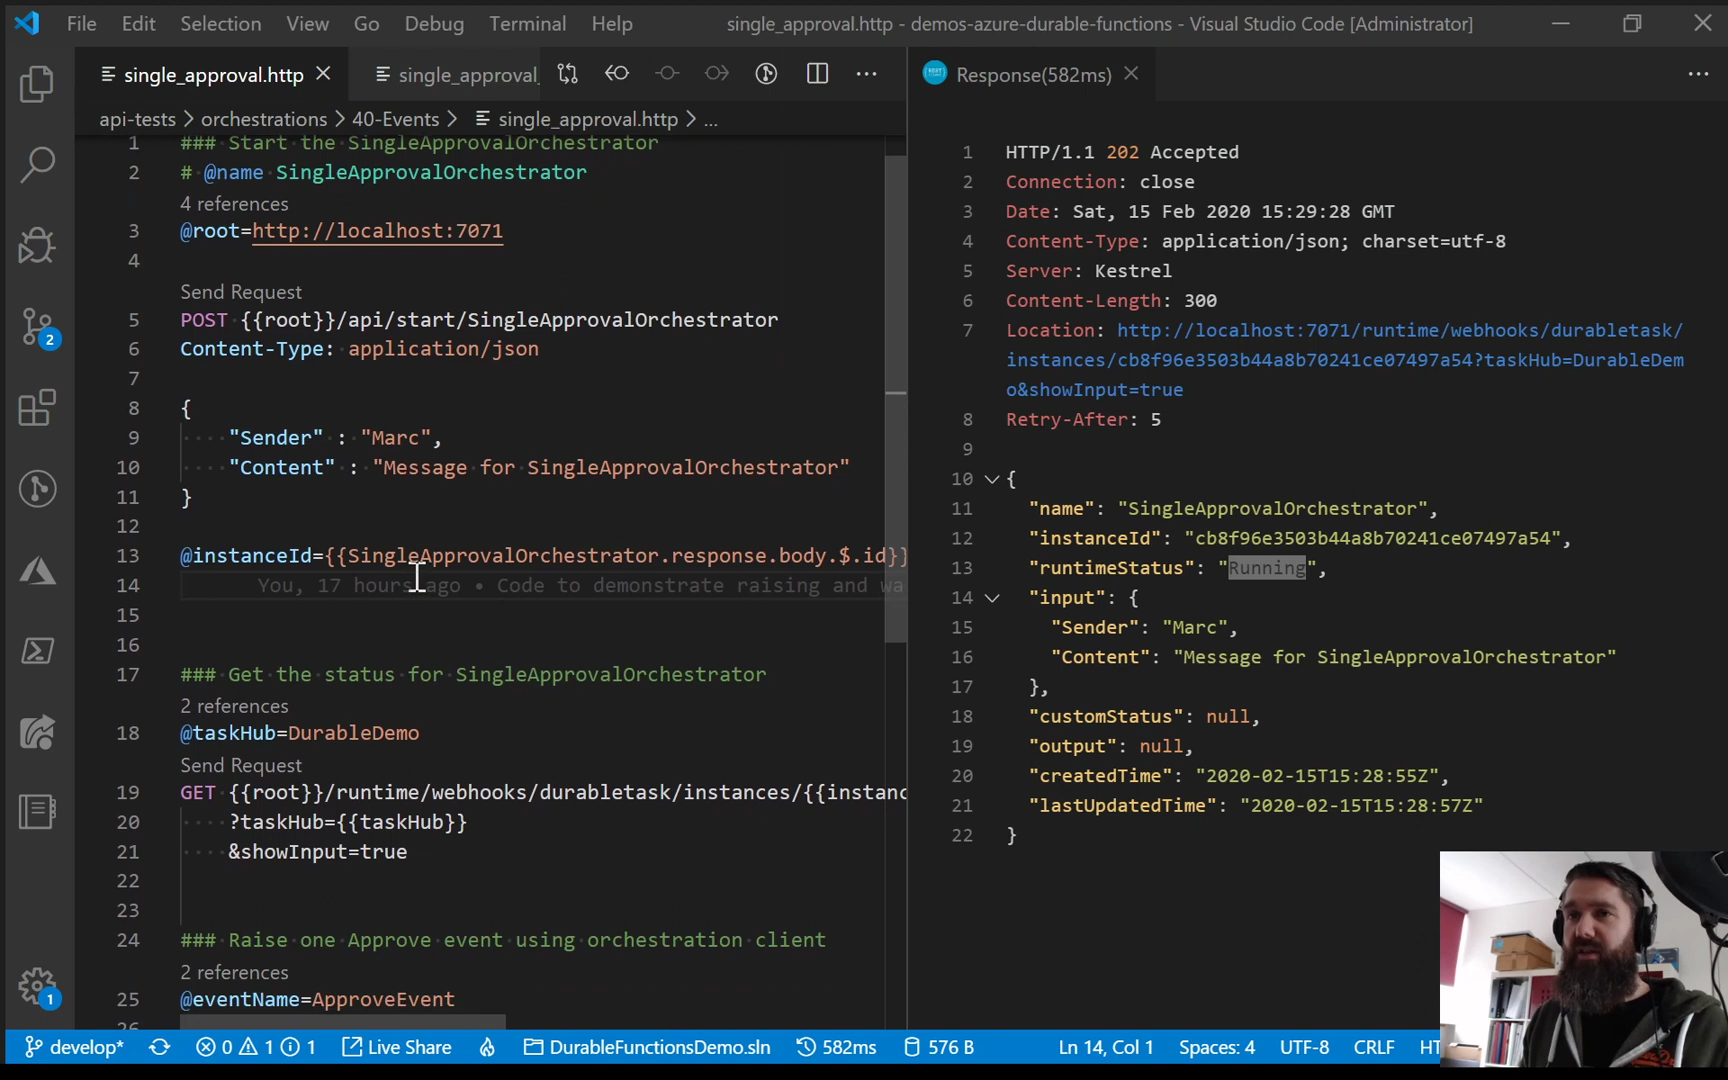 File Edit Selection View Go Debug Terminal Help single_approval.http - demos-azure-durable-functions - Visual Studio Code [Administrator]
single_approval.http single_approval_
Response(582ms)
api-tests > orchestrations > 40-Events > single_approval.http > ...
1 ### Start the SingleApprovalOrchestrator
2 # @name SingleApprovalOrchestrator
4 references
3 @root=http://localhost:7071
4
Send Request
5 POST {{root}}/api/start/SingleApprovalOrchestrator
6 Content-Type: application/json
7
8 {
9 "Sender" : "Marc",
10 "Content" : "Message for SingleApprovalOrchestrator"
11 }
12
13 @instanceId={{SingleApprovalOrchestrator.response.body.$.id}}
14 You, 17 hours ago • Code to demonstrate raising and wa
15
16
17 ### Get the status for SingleApprovalOrchestrator
2 references
18 @taskHub=DurableDemo
Send Request
19 GET {{root}}/runtime/webhooks/durabletask/instances/{{instanc
20 ?taskHub={{taskHub}}
21 &showInput=true
22
23
24 ### Raise one Approve event using orchestration client
2 references
25 @eventName=ApproveEvent
26
1 HTTP/1.1 202 Accepted
2 Connection: close
3 Date: Sat, 15 Feb 2020 15:29:28 GMT
4 Content-Type: application/json; charset=utf-8
5 Server: Kestrel
6 Content-Length: 300
7 Location: http://localhost:7071/runtime/webhooks/durabletask/
instances/cb8f96e3503b44a8b70241ce07497a54?taskHub=DurableDem
o&showInput=true
8 Retry-After: 5
9
10 {
11 "name": "SingleApprovalOrchestrator",
12 "instanceId": "cb8f96e3503b44a8b70241ce07497a54",
13 "runtimeStatus": "Running",
14 "input": {
15 "Sender": "Marc",
16 "Content": "Message for SingleApprovalOrchestrator"
17 },
18 "customStatus": null,
19 "output": null,
20 "createdTime": "2020-02-15T15:28:55Z",
21 "lastUpdatedTime": "2020-02-15T15:28:57Z"
22 }
2
1
develop* 0 1 1 Live Share DurableFunctionsDemo.sln 582ms 576 B Ln 14, Col 1 Spaces: 4 UTF-8 CRLF HT